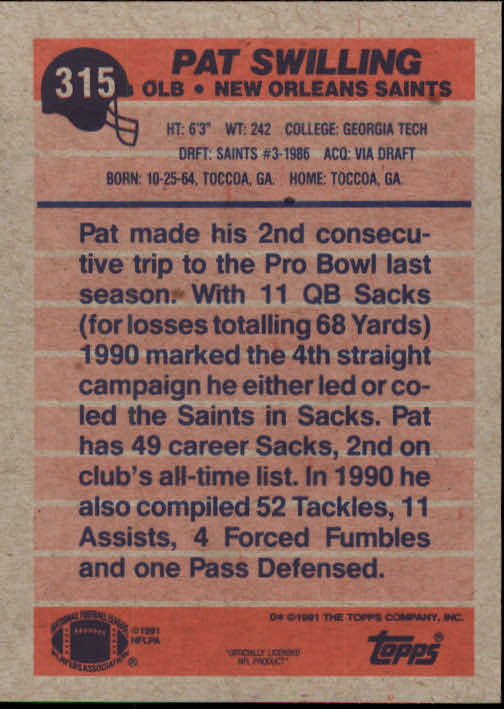 315
PAT SWILLING
OLB • NEW ORLEANS SAINTS
HT: 6'3" WT: 242 COLLEGE: GEORGIA TECH
DRFT: SAINTS #3-1986 ACQ: VIA DRAFT
BORN: 10-25-64, TOCCOA, GA. HOME: TOCCOA, GA.
Pat made his 2nd consecu-
tive trip to the Pro Bowl last
season. With 11 QB Sacks
(for losses totalling 68 Yards)
1990 marked the 4th straight
campaign he either led or co-
led the Saints in Sacks. Pat
has 49 career Sacks, 2nd on
club's all-time list. In 1990 he
also compiled 52 Tackles, 11
Assists, 4 Forced Fumbles
and one Pass Defensed.
NATIONAL FOOTBALL LEAGUE
PLAYERS ASSOCIATION
®
©1991
NFLPA
"OFFICIALLY LICENSED
NFL PRODUCT"
D* ©1991 THE TOPPS COMPANY, INC.
topps®